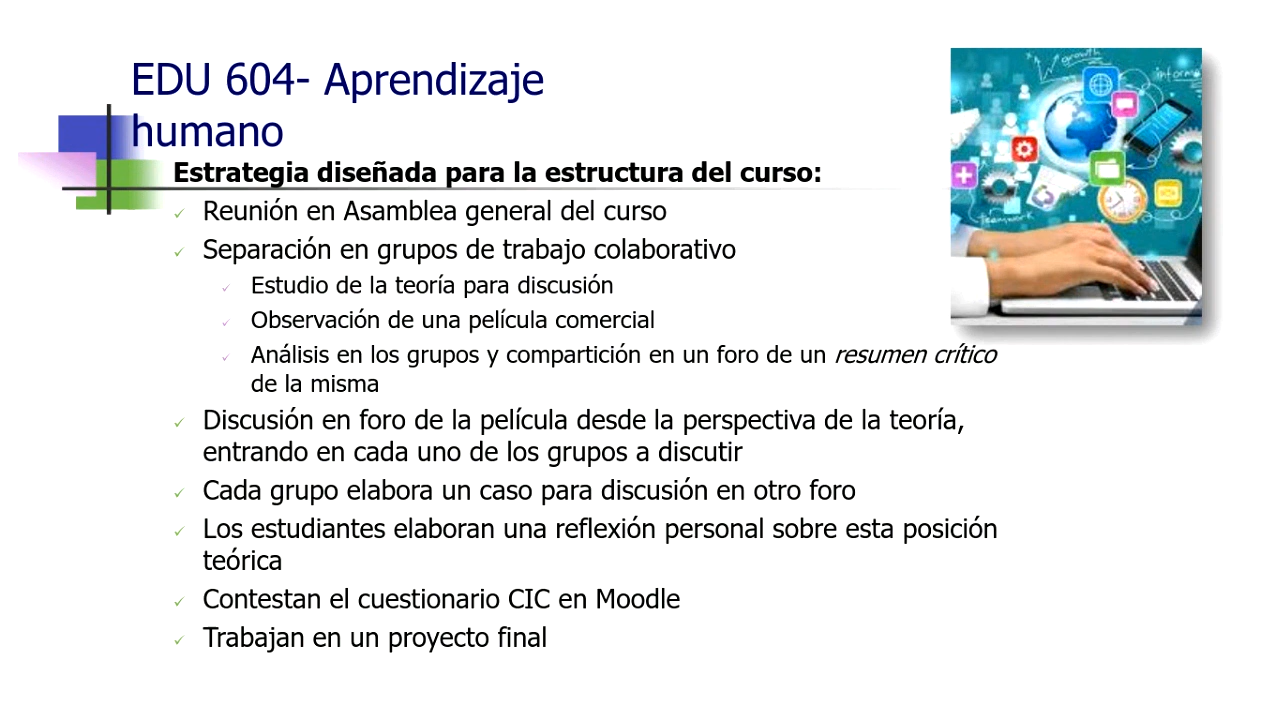 EDU 604- Aprendizaje
humano
Estrategia diseñada para la estructura del curso:
Reunión en Asamblea general del curso
Separación en grupos de trabajo colaborativo
Estudio de la teoría para discusión
Observación de una película comercial
Análisis en los grupos y compartición en un foro de un resumen crítico
de la misma
Discusión en foro de la película desde la perspectiva de la teoría,
entrando en cada uno de los grupos a discutir
Cada grupo elabora un caso para discusión en otro foro
Los estudiantes elaboran una reflexión personal sobre esta posición
teórica
Contestan el cuestionario CIC en Moodle
Trabajan en un proyecto final
growth
teamwork